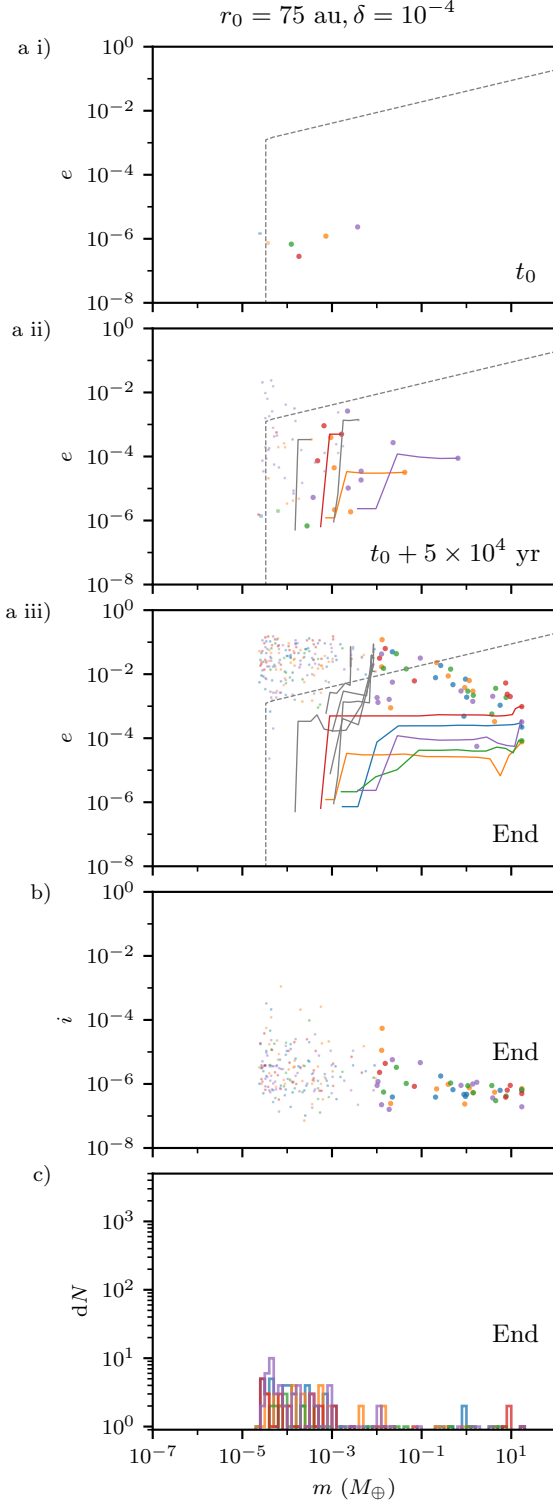 r₀ = 75 au, δ = 10⁻⁴
a i)
10⁰
10⁻²
10⁻⁴
10⁻⁶
10⁻⁸
e
t₀
a ii)
10⁰
10⁻²
10⁻⁴
10⁻⁶
10⁻⁸
e
t₀ + 5 × 10⁴ yr
a iii)
10⁰
10⁻²
10⁻⁴
10⁻⁶
10⁻⁸
e
End
b)
10⁰
10⁻²
10⁻⁴
10⁻⁶
10⁻⁸
i
End
c)
10³
10²
10¹
10⁰
dN
End
10⁻⁷ 10⁻⁵ 10⁻³ 10⁻¹ 10¹
m (M⊕)